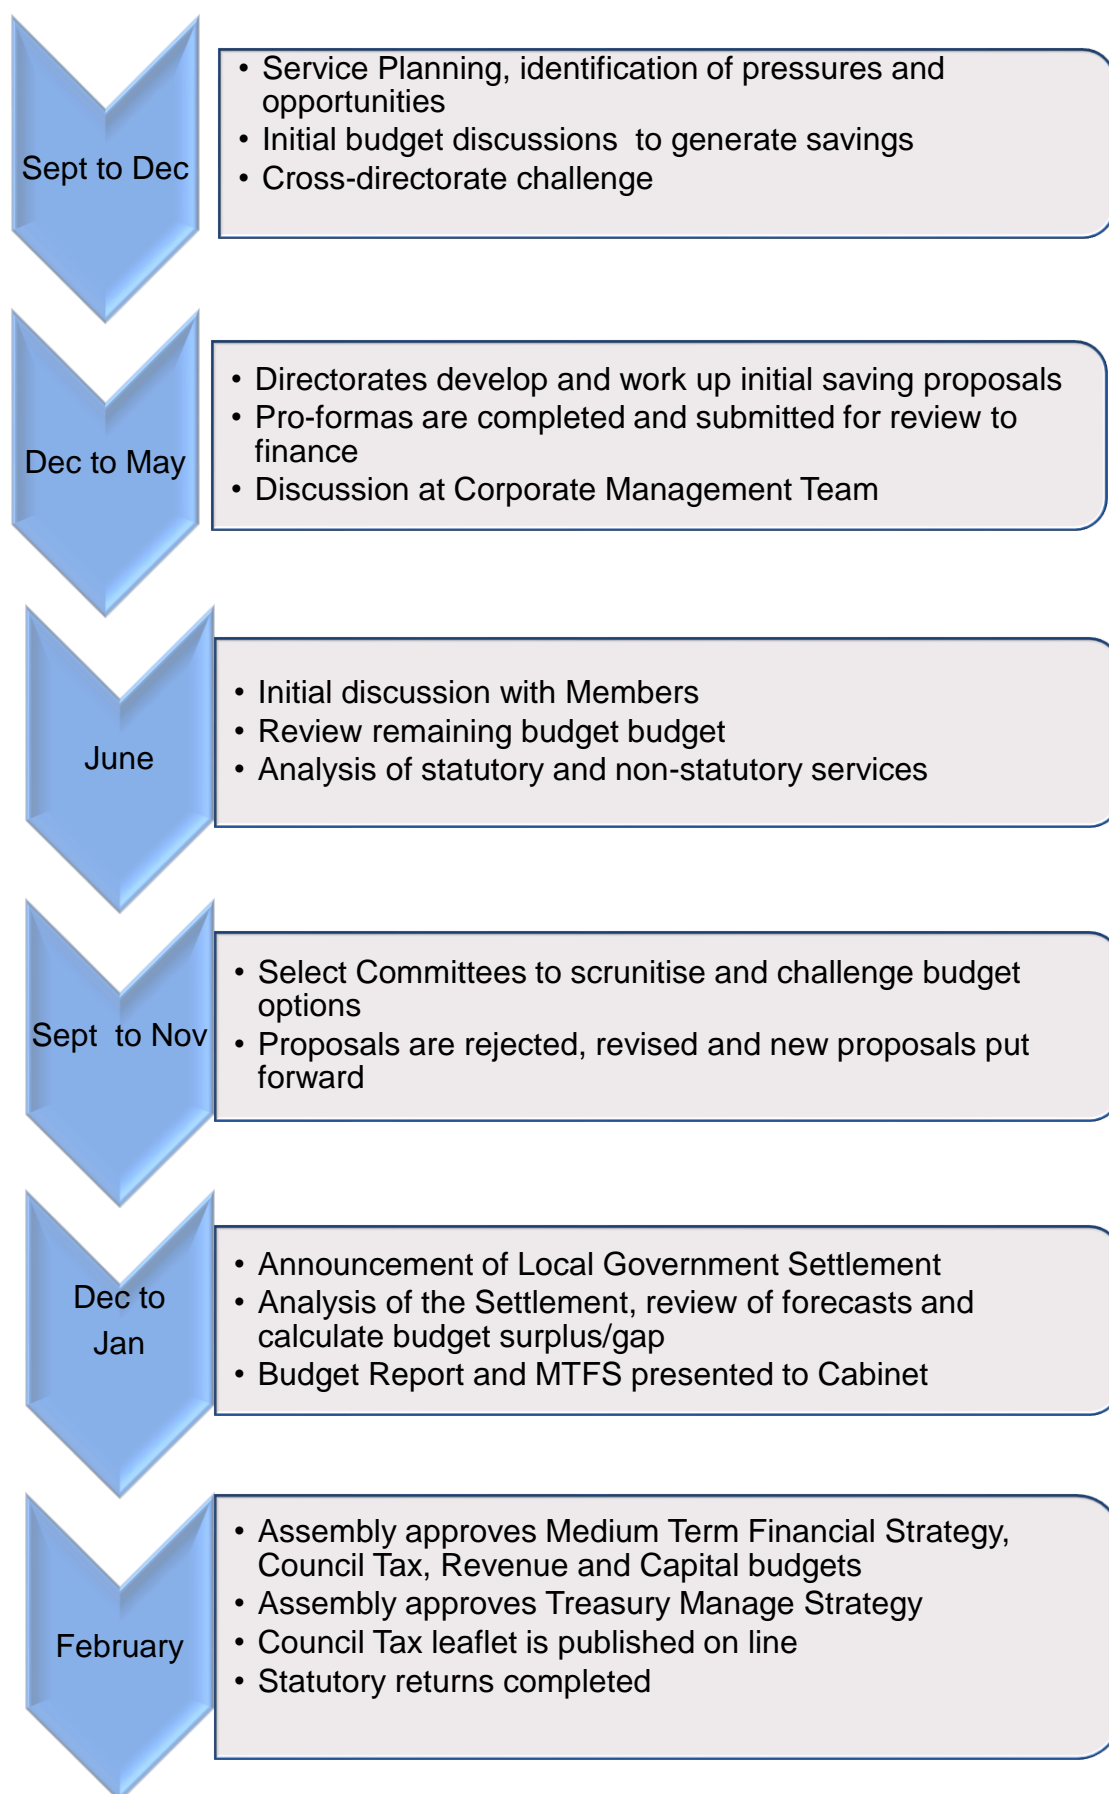 Sept to Dec
• Service Planning, identification of pressures and
opportunities
• Initial budget discussions  to generate savings
• Cross-directorate challenge
Dec to May
• Directorates develop and work up initial saving proposals
• Pro-formas are completed and submitted for review to
finance
• Discussion at Corporate Management Team
June
• Initial discussion with Members
• Review remaining budget budget
• Analysis of statutory and non-statutory services
Sept  to Nov
• Select Committees to scrunitise and challenge budget
options
• Proposals are rejected, revised and new proposals put
forward
Dec to
Jan
• Announcement of Local Government Settlement
• Analysis of the Settlement, review of forecasts and
calculate budget surplus/gap
• Budget Report and MTFS presented to Cabinet
February
• Assembly approves Medium Term Financial Strategy,
Council Tax, Revenue and Capital budgets
• Assembly approves Treasury Manage Strategy
• Council Tax leaflet is published on line
• Statutory returns completed